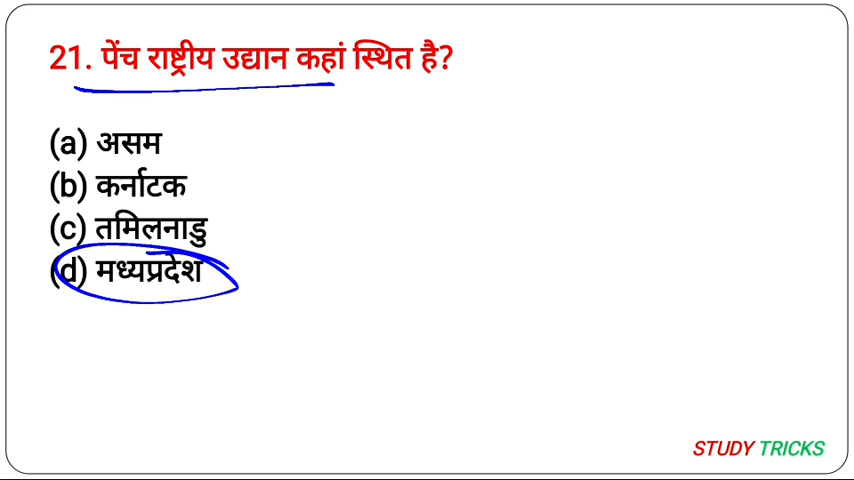 21. पेंच राष्ट्रीय उद्यान कहां स्थित है?
(a) असम
(b) कर्नाटक
(c) तमिलनाडु
(d) मध्यप्रदेश
STUDY TRICKS